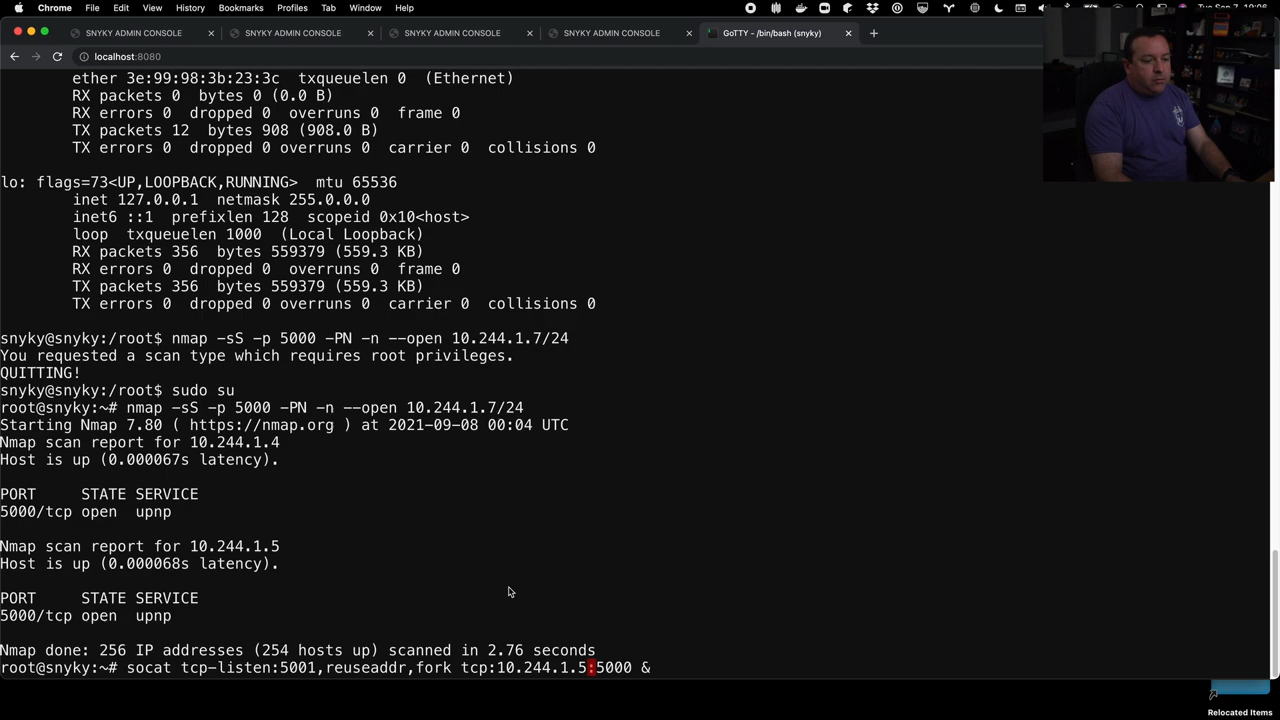 Chrome File Edit View History Bookmarks Profiles Tab Window Help
SNYKY ADMIN CONSOLE SNYKY ADMIN CONSOLE SNYKY ADMIN CONSOLE SNYKY ADMIN CONSOLE GoTTY - /bin/bash (snyky)
localhost:8080
ether 3e:99:98:3b:23:3c txqueuelen 0 (Ethernet)
RX packets 0 bytes 0 (0.0 B)
RX errors 0 dropped 0 overruns 0 frame 0
TX packets 12 bytes 908 (908.0 B)
TX errors 0 dropped 0 overruns 0 carrier 0 collisions 0
lo: flags=73<UP,LOOPBACK,RUNNING> mtu 65536
inet 127.0.0.1 netmask 255.0.0.0
inet6 ::1 prefixlen 128 scopeid 0x10<host>
loop txqueuelen 1000 (Local Loopback)
RX packets 356 bytes 559379 (559.3 KB)
RX errors 0 dropped 0 overruns 0 frame 0
TX packets 356 bytes 559379 (559.3 KB)
TX errors 0 dropped 0 overruns 0 carrier 0 collisions 0
snyky@snyky:/root$ nmap -sS -p 5000 -PN -n --open 10.244.1.7/24
You requested a scan type which requires root privileges.
QUITTING!
snyky@snyky:/root$ sudo su
root@snyky:~# nmap -sS -p 5000 -PN -n --open 10.244.1.7/24
Starting Nmap 7.80 ( https://nmap.org ) at 2021-09-08 00:04 UTC
Nmap scan report for 10.244.1.4
Host is up (0.000067s latency).
PORT STATE SERVICE
5000/tcp open upnp
Nmap scan report for 10.244.1.5
Host is up (0.000068s latency).
PORT STATE SERVICE
5000/tcp open upnp
Nmap done: 256 IP addresses (254 hosts up) scanned in 2.76 seconds
root@snyky:~# socat tcp-listen:5001,reuseaddr,fork tcp:10.244.1.5:5000 &
Relocated Items